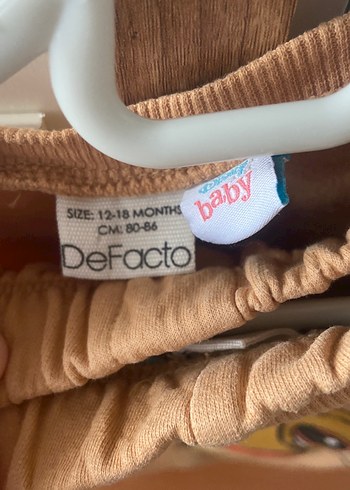 SIZE: 12-18 MONTHS
CM: 80-86
DeFacto
baby